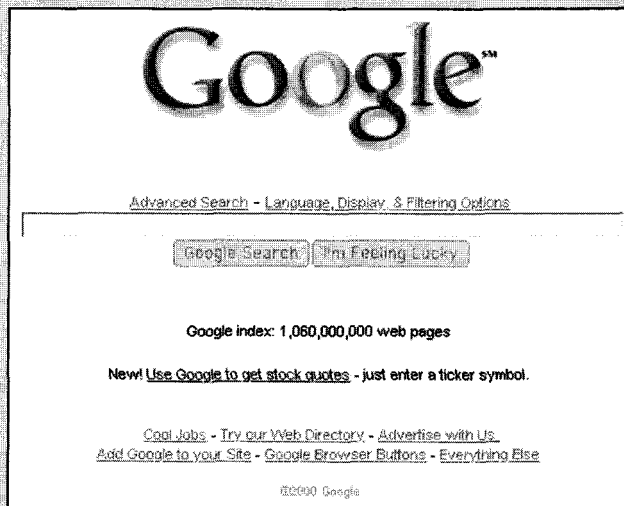 Google℠
Advanced Search - Language, Display, & Filtering Options
Google Search I'm Feeling Lucky
Google index: 1,060,000,000 web pages
New! Use Google to get stock quotes - just enter a ticker symbol.
Cool Jobs - Try our Web Directory - Advertise with Us
Add Google to your Site - Google Browser Buttons - Everything Else
©2000 Google